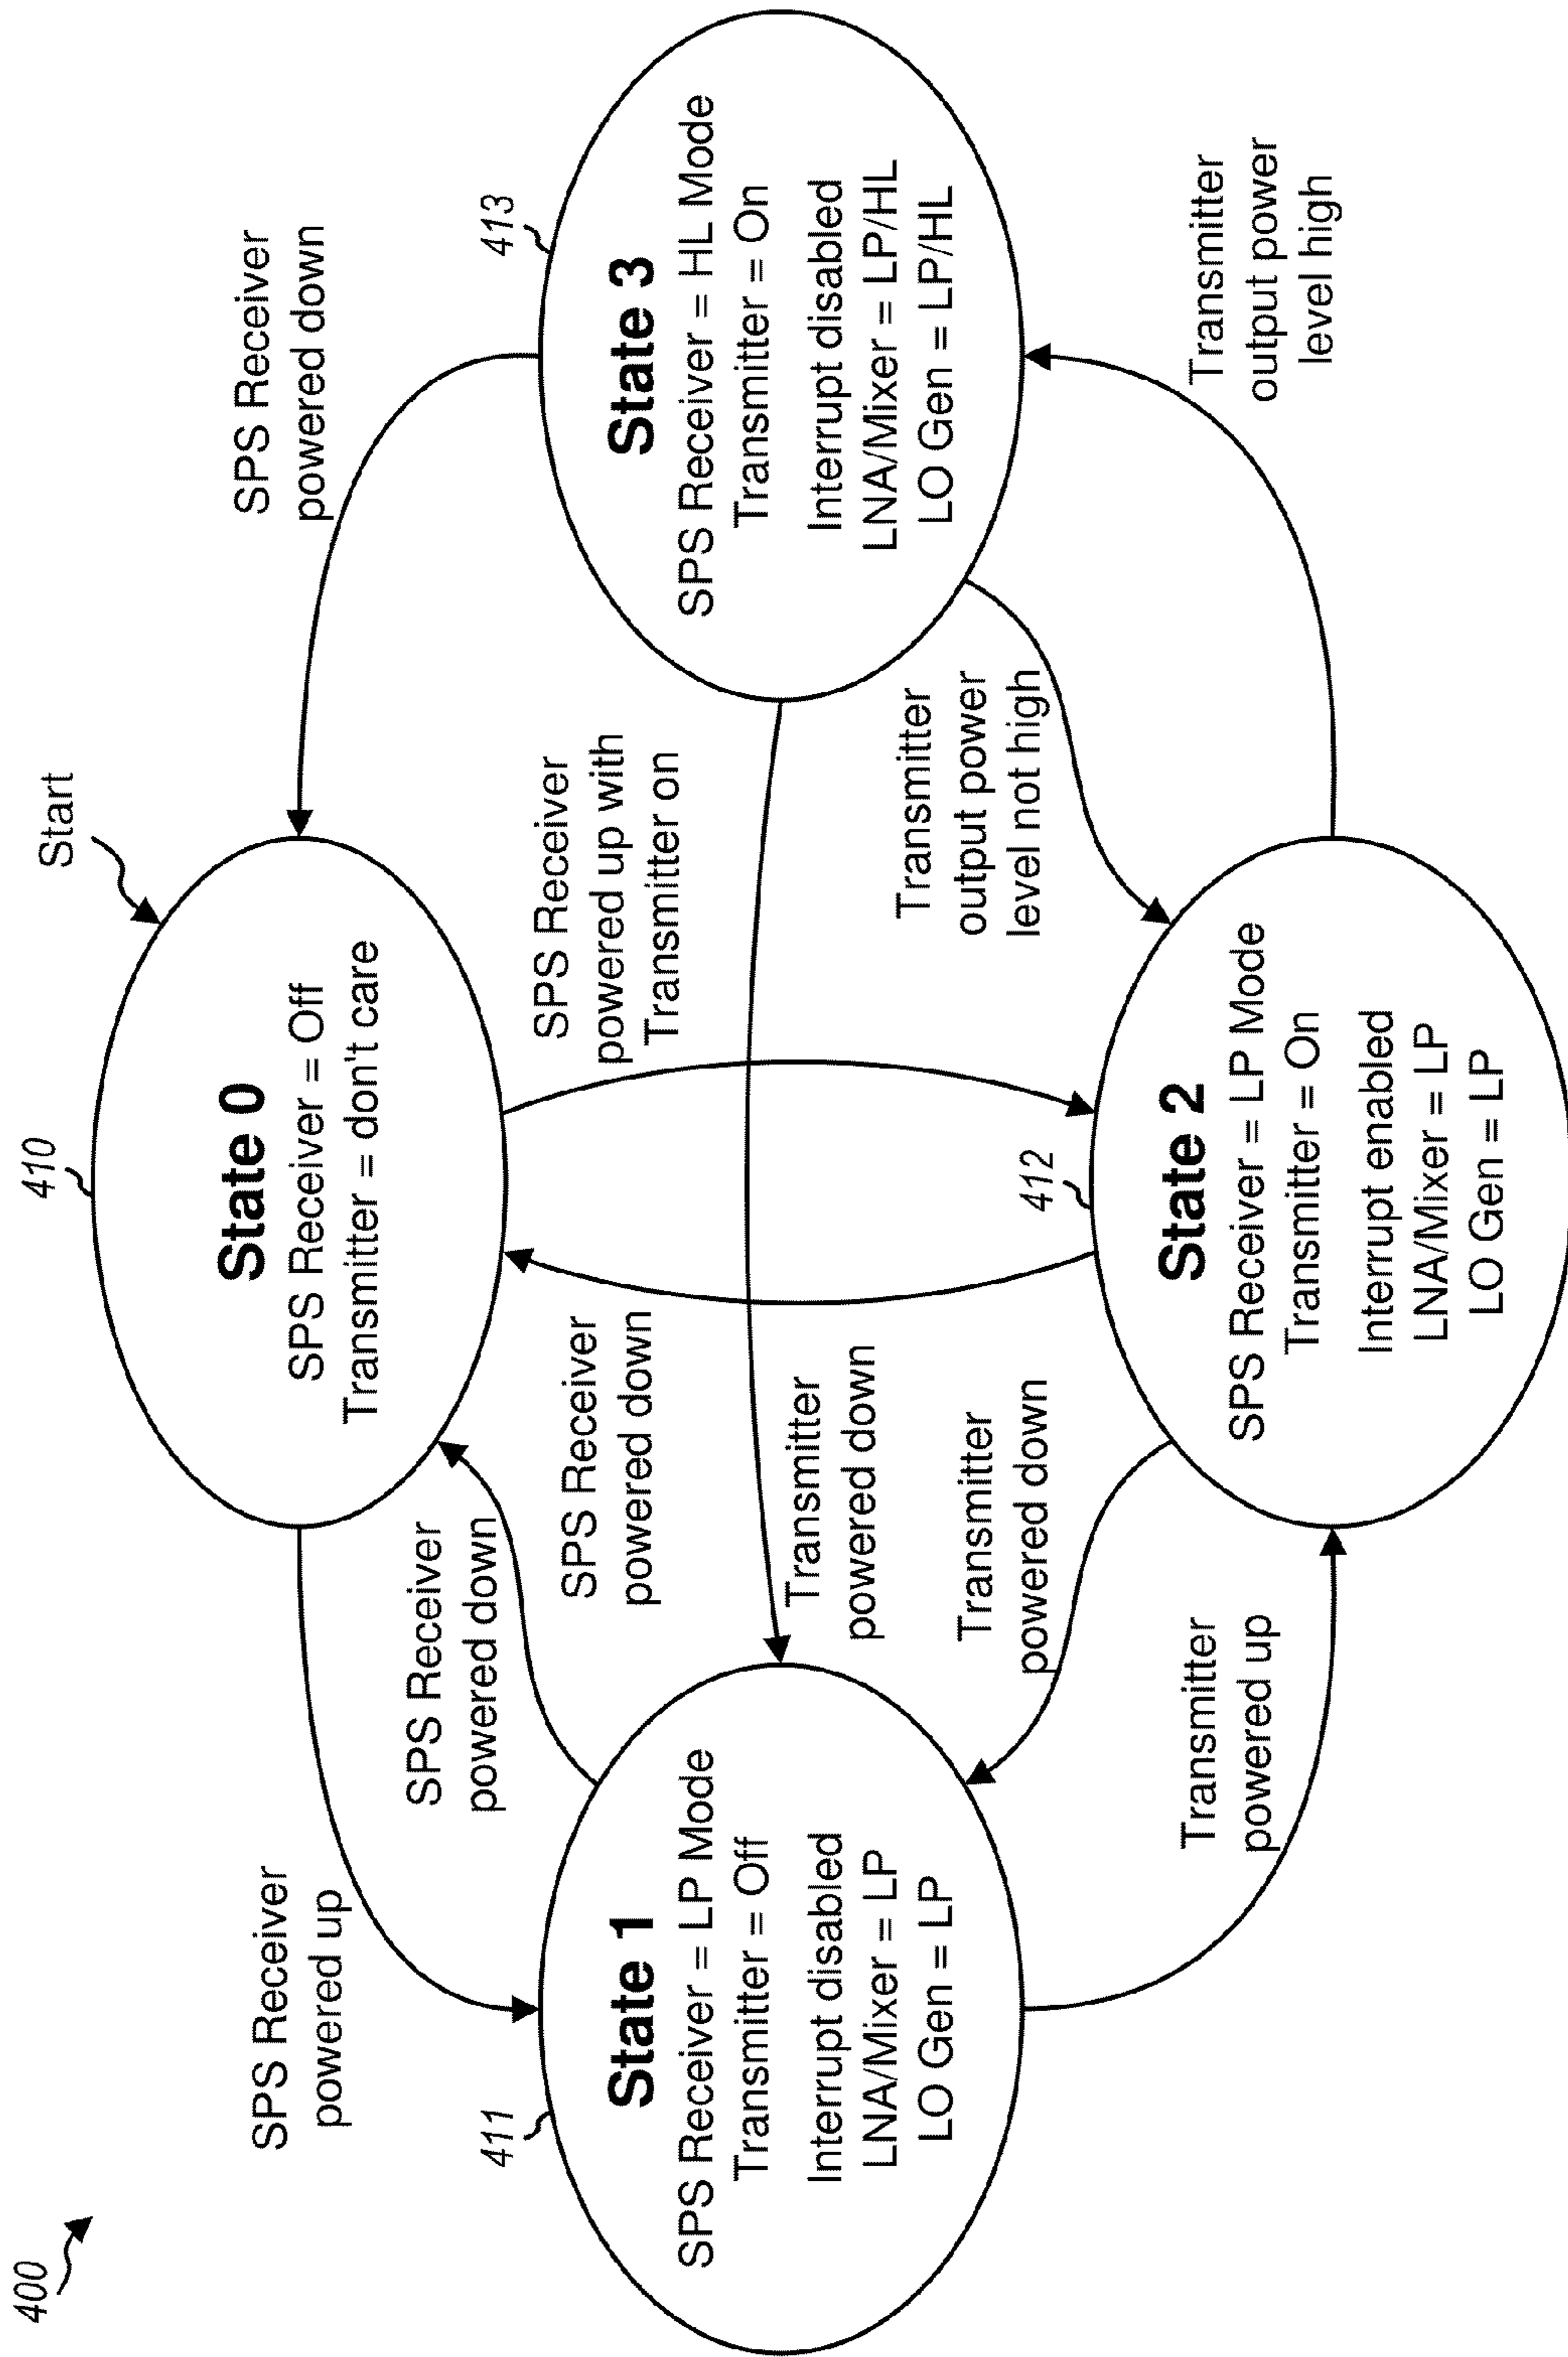 400
Start
410
State 0
SPS Receiver = Off
Transmitter = don't care
SPS Receiver
powered up
SPS Receiver
powered down
SPS Receiver
powered down
SPS Receiver
powered down
SPS Receiver
powered up with
Transmitter on
411
State 1
SPS Receiver = LP Mode
Transmitter = Off
Interrupt disabled
LNA/Mixer = LP
LO Gen = LP
413
State 3
SPS Receiver = HL Mode
Transmitter = On
Interrupt disabled
LNA/Mixer = LP/HL
LO Gen = LP/HL
Transmitter
powered down
Transmitter
powered down
Transmitter
output power
level not high
412
State 2
SPS Receiver = LP Mode
Transmitter = On
Interrupt enabled
LNA/Mixer = LP
LO Gen = LP
Transmitter
powered up
Transmitter
output power
level high